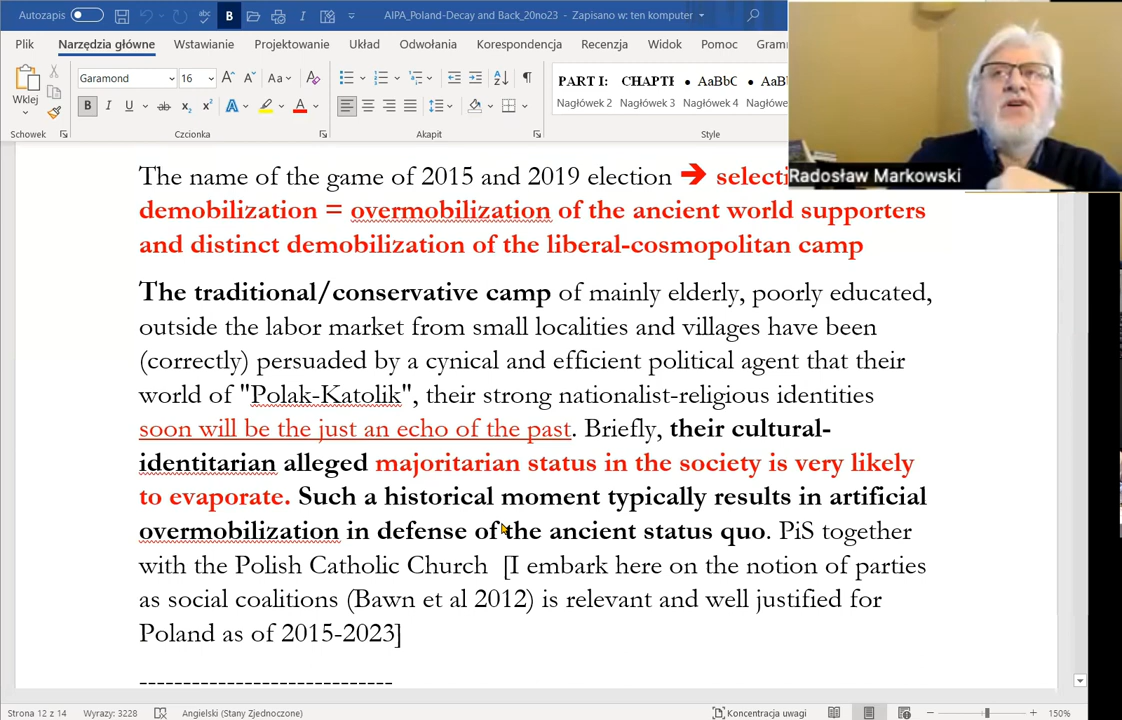 Autozapis
B
I
AIPA_Poland-Decay and Back_20no23 - Zapisano w: ten komputer
Plik Narzędzia główne Wstawianie Projektowanie Układ Odwołania Korespondencja Recenzja Widok Pomoc Gramm
Wklej
Schowek
Garamond 16 Aa
B I U ab x₂ x² A A
Czcionka
Akapit
PART I: CHAPTE AaBbC AaBb
Nagłówek 2 Nagłówek 3 Nagłówek 4 Nagłówek
Style
Radosław Markowski
The name of the game of 2015 and 2019 election ➔ selecti
demobilization = overmobilization of the ancient world supporters
and distinct demobilization of the liberal-cosmopolitan camp
The traditional/conservative camp of mainly elderly, poorly educated,
outside the labor market from small localities and villages have been
(correctly) persuaded by a cynical and efficient political agent that their
world of "Polak-Katolik", their strong nationalist-religious identities
soon will be the just an echo of the past. Briefly, their cultural-
identitarian alleged majoritarian status in the society is very likely
to evaporate. Such a historical moment typically results in artificial
overmobilization in defense of the ancient status quo. PiS together
with the Polish Catholic Church [I embark here on the notion of parties
as social coalitions (Bawn et al 2012) is relevant and well justified for
Poland as of 2015-2023]
-----------------------------
Strona 12 z 14 Wyrazy: 3228 Angielski (Stany Zjednoczone) Koncentracja uwagi 150%